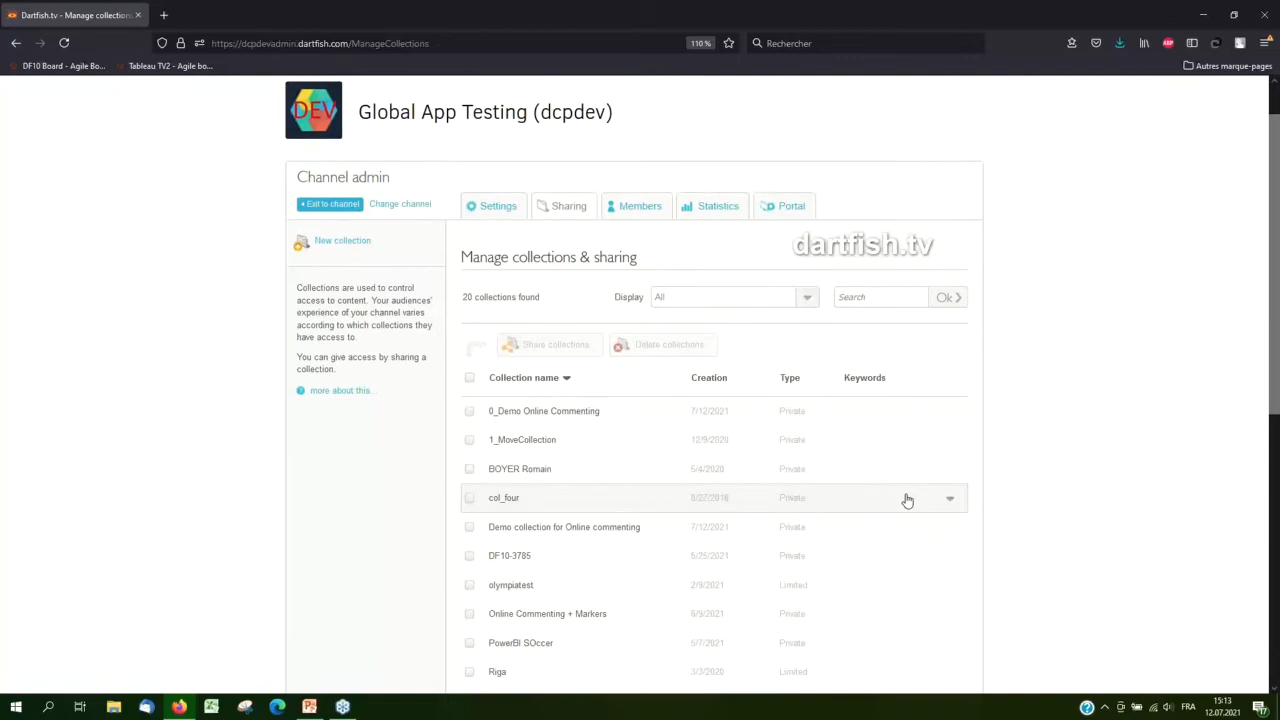 Dartfish.tv - Manage collections
https://dcpdevadmin.dartfish.com/ManageCollections
110 %
Rechercher
ABP
DF10 Board - Agile Bo...
Tableau TV2 - Agile bo...
Autres marque-pages
DEV
Global App Testing (dcpdev)
Channel admin
Exit to channel
Change channel
Settings
Sharing
Members
Statistics
Portal
New collection
dartfish.tv
Manage collections & sharing
Collections are used to control
access to content. Your audiences'
experience of your channel varies
according to which collections they
have access to.
You can give access by sharing a
collection.
more about this...
20 collections found
Display
All
Search
Ok
Share collections
Delete collections
Collection name Creation Type Keywords
0_Demo Online Commenting 7/12/2021 Private
1_MoveCollection 12/9/2020 Private
BOYER Romain 5/4/2020 Private
col_four 8/27/2018 Private
Demo collection for Online commenting 7/12/2021 Private
DF10-3785 5/25/2021 Private
olympiatest 2/9/2021 Limited
Online Commenting + Markers 6/9/2021 Private
PowerBI SOccer 5/7/2021 Private
Riga 3/3/2020 Limited
FRA
15:13
12.07.2021
17